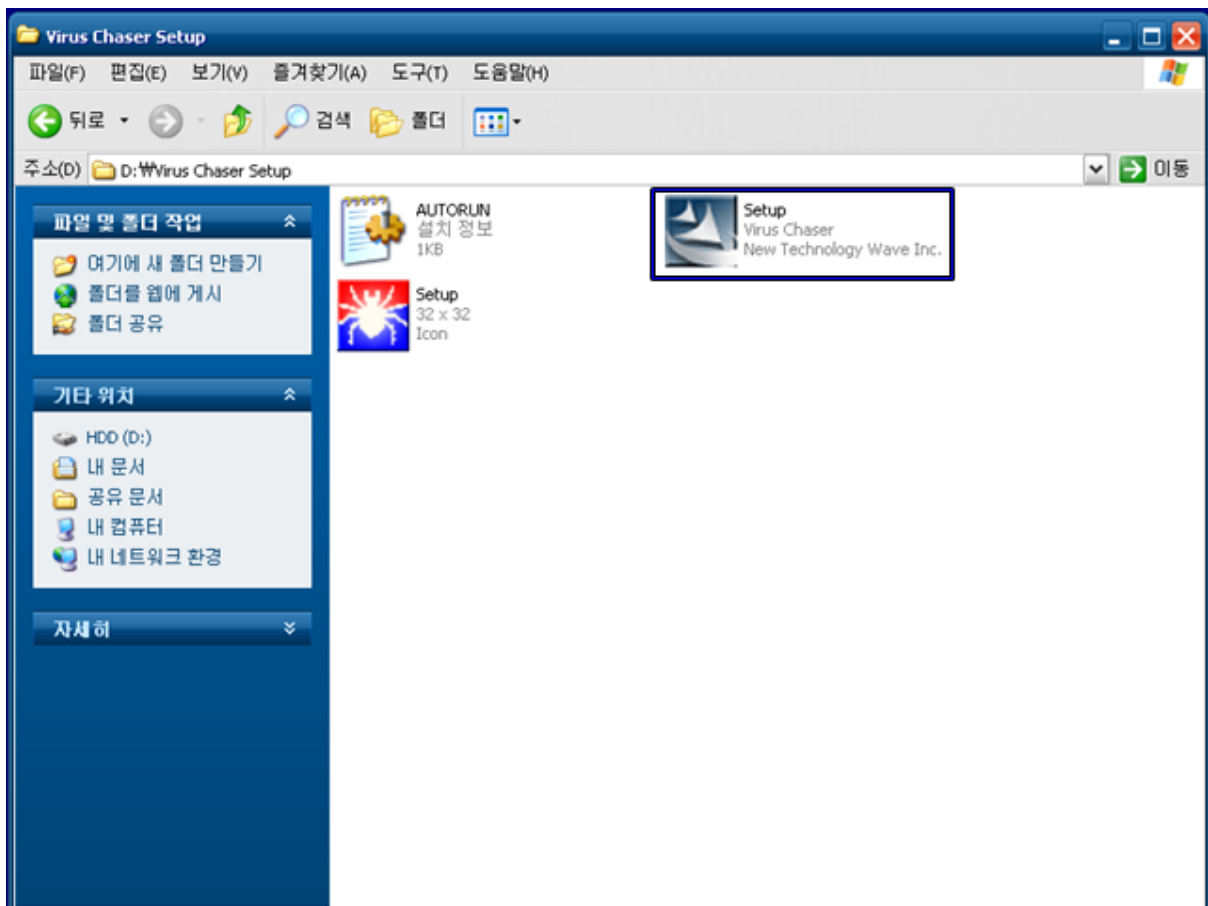 Virus Chaser Setup
파일(F) 편집(E) 보기(V) 즐겨찾기(A) 도구(T) 도움말(H)
뒤로 검색 폴더
주소(D) D:₩Virus Chaser Setup 이동
파일 및 폴더 작업
여기에 새 폴더 만들기
폴더를 웹에 게시
폴더 공유
기타 위치
HDD (D:)
내 문서
공유 문서
내 컴퓨터
내 네트워크 환경
자세히
AUTORUN
설치 정보
1KB
Setup
Virus Chaser
New Technology Wave Inc.
Setup
32 x 32
Icon